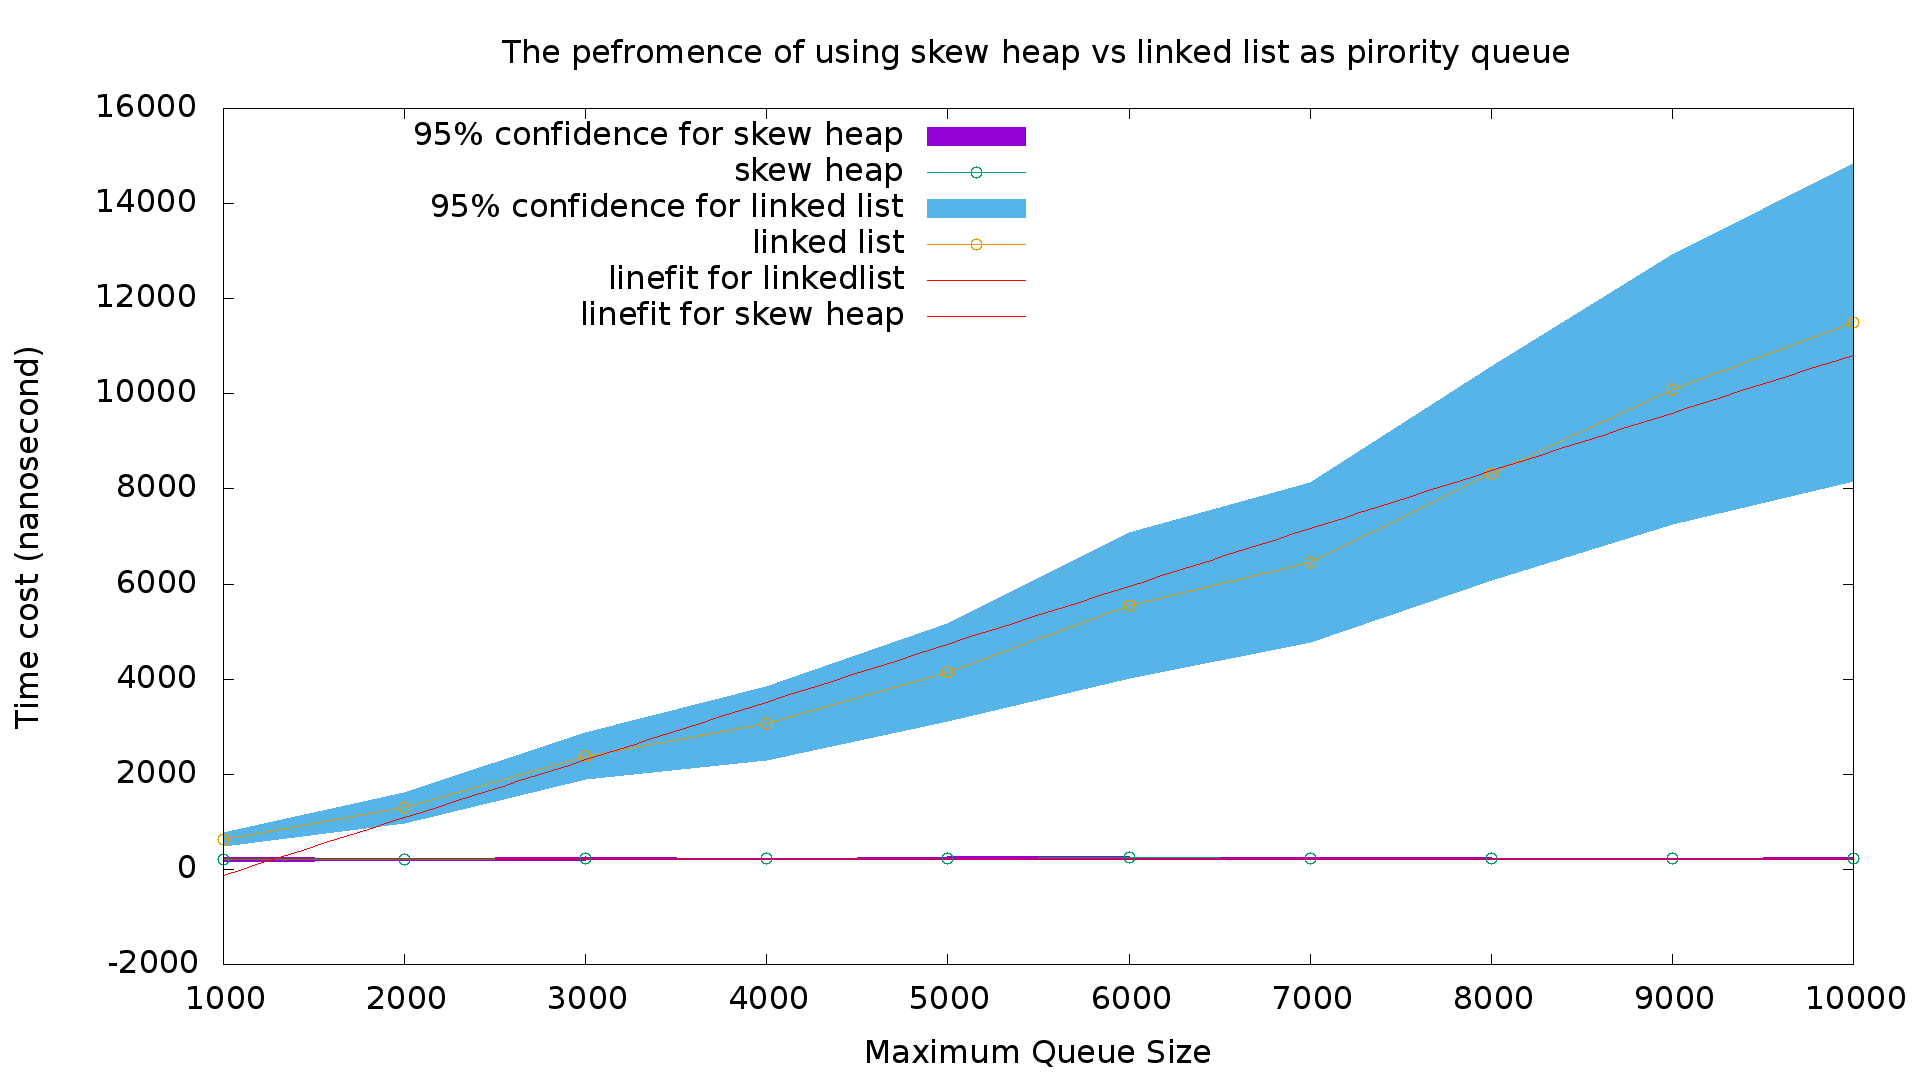 The pefromence of using skew heap vs linked list as pirority queue
16000
14000
12000
10000
8000
6000
4000
2000
0
-2000
95% confidence for skew heap
skew heap
95% confidence for linked list
linked list
linefit for linkedlist
linefit for skew heap
Time cost (nanosecond)
1000 2000 3000 4000 5000 6000 7000 8000 9000 10000
Maximum Queue Size